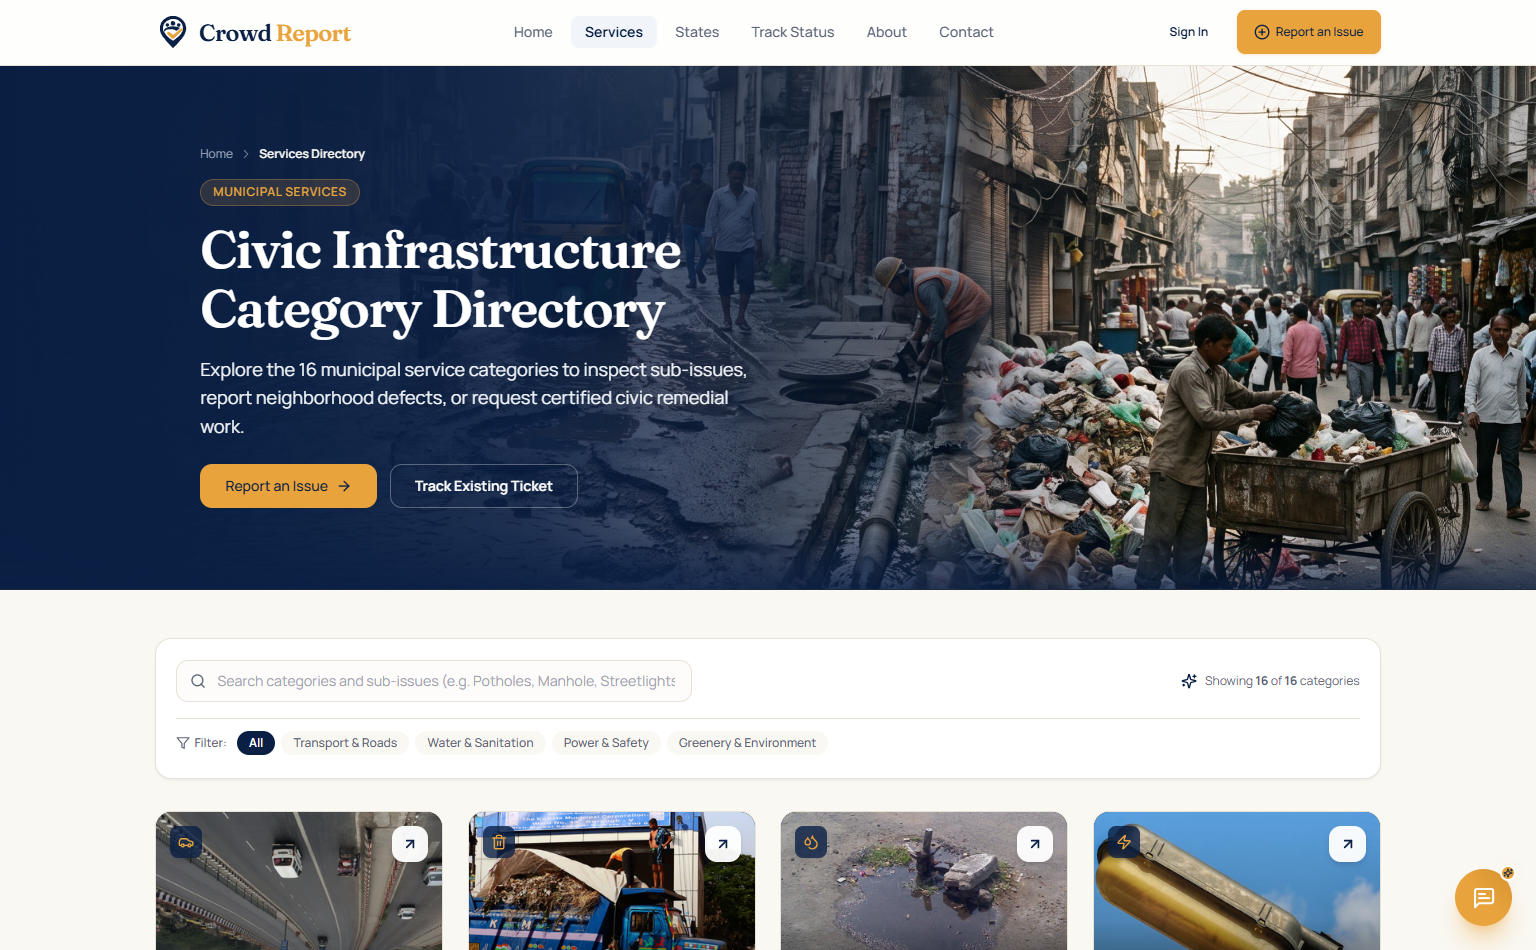 Crowd Report
Home
Services
States
Track Status
About
Contact
Sign In
Report an Issue
Home
Services Directory
MUNICIPAL SERVICES
Civic Infrastructure
Category Directory
Explore the 16 municipal service categories to inspect sub-issues,
report neighborhood defects, or request certified civic remedial
work.
Report an Issue
Track Existing Ticket
Search categories and sub-issues (e.g. Potholes, Manhole, Streetlights
Showing 16 of 16 categories
Filter:
All
Transport & Roads
Water & Sanitation
Power & Safety
Greenery & Environment